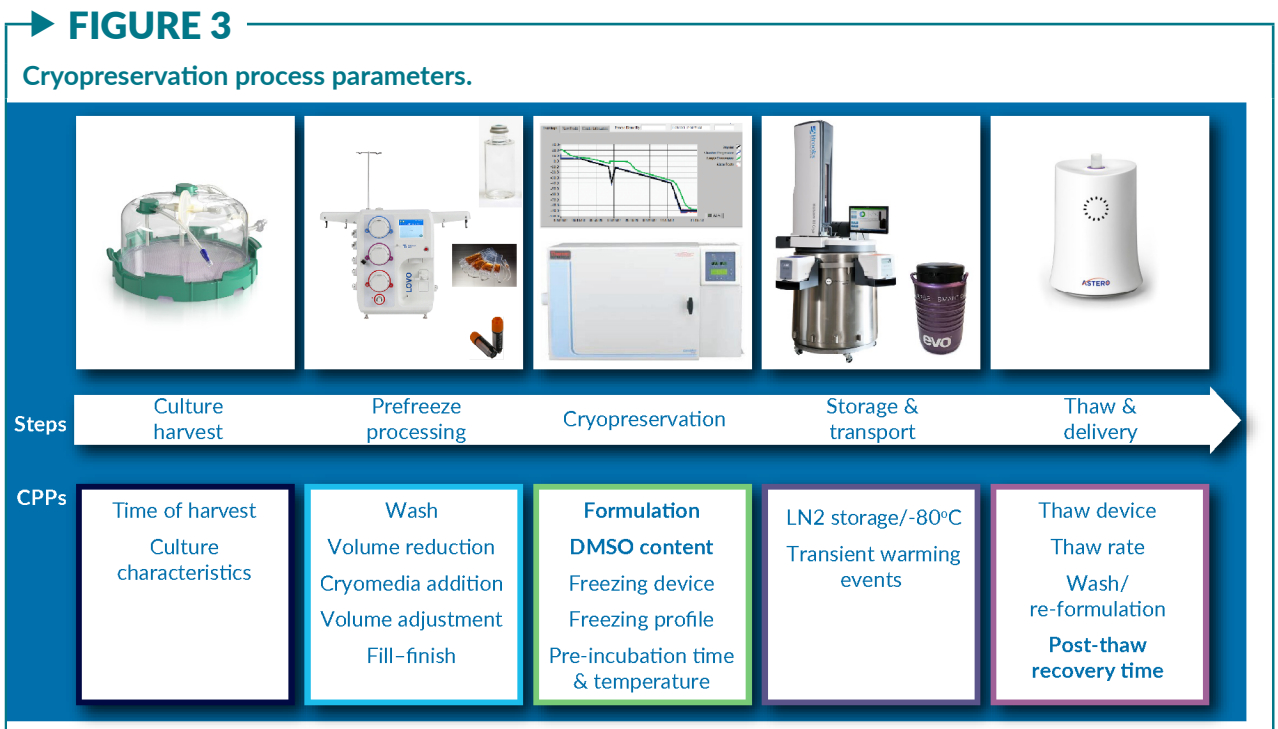 FIGURE 3
Cryopreservation process parameters.
LOVO
evo
ASTERO
Steps
Culture
harvest
Prefreeze
processing
Cryopreservation
Storage &
transport
Thaw &
delivery
CPPs
Time of harvest
Culture
characteristics
Wash
Volume reduction
Cryomedia addition
Volume adjustment
Fill–finish
Formulation
DMSO content
Freezing device
Freezing profile
Pre-incubation time
& temperature
LN2 storage/-80ºC
Transient warming
events
Thaw device
Thaw rate
Wash/
re-formulation
Post-thaw
recovery time